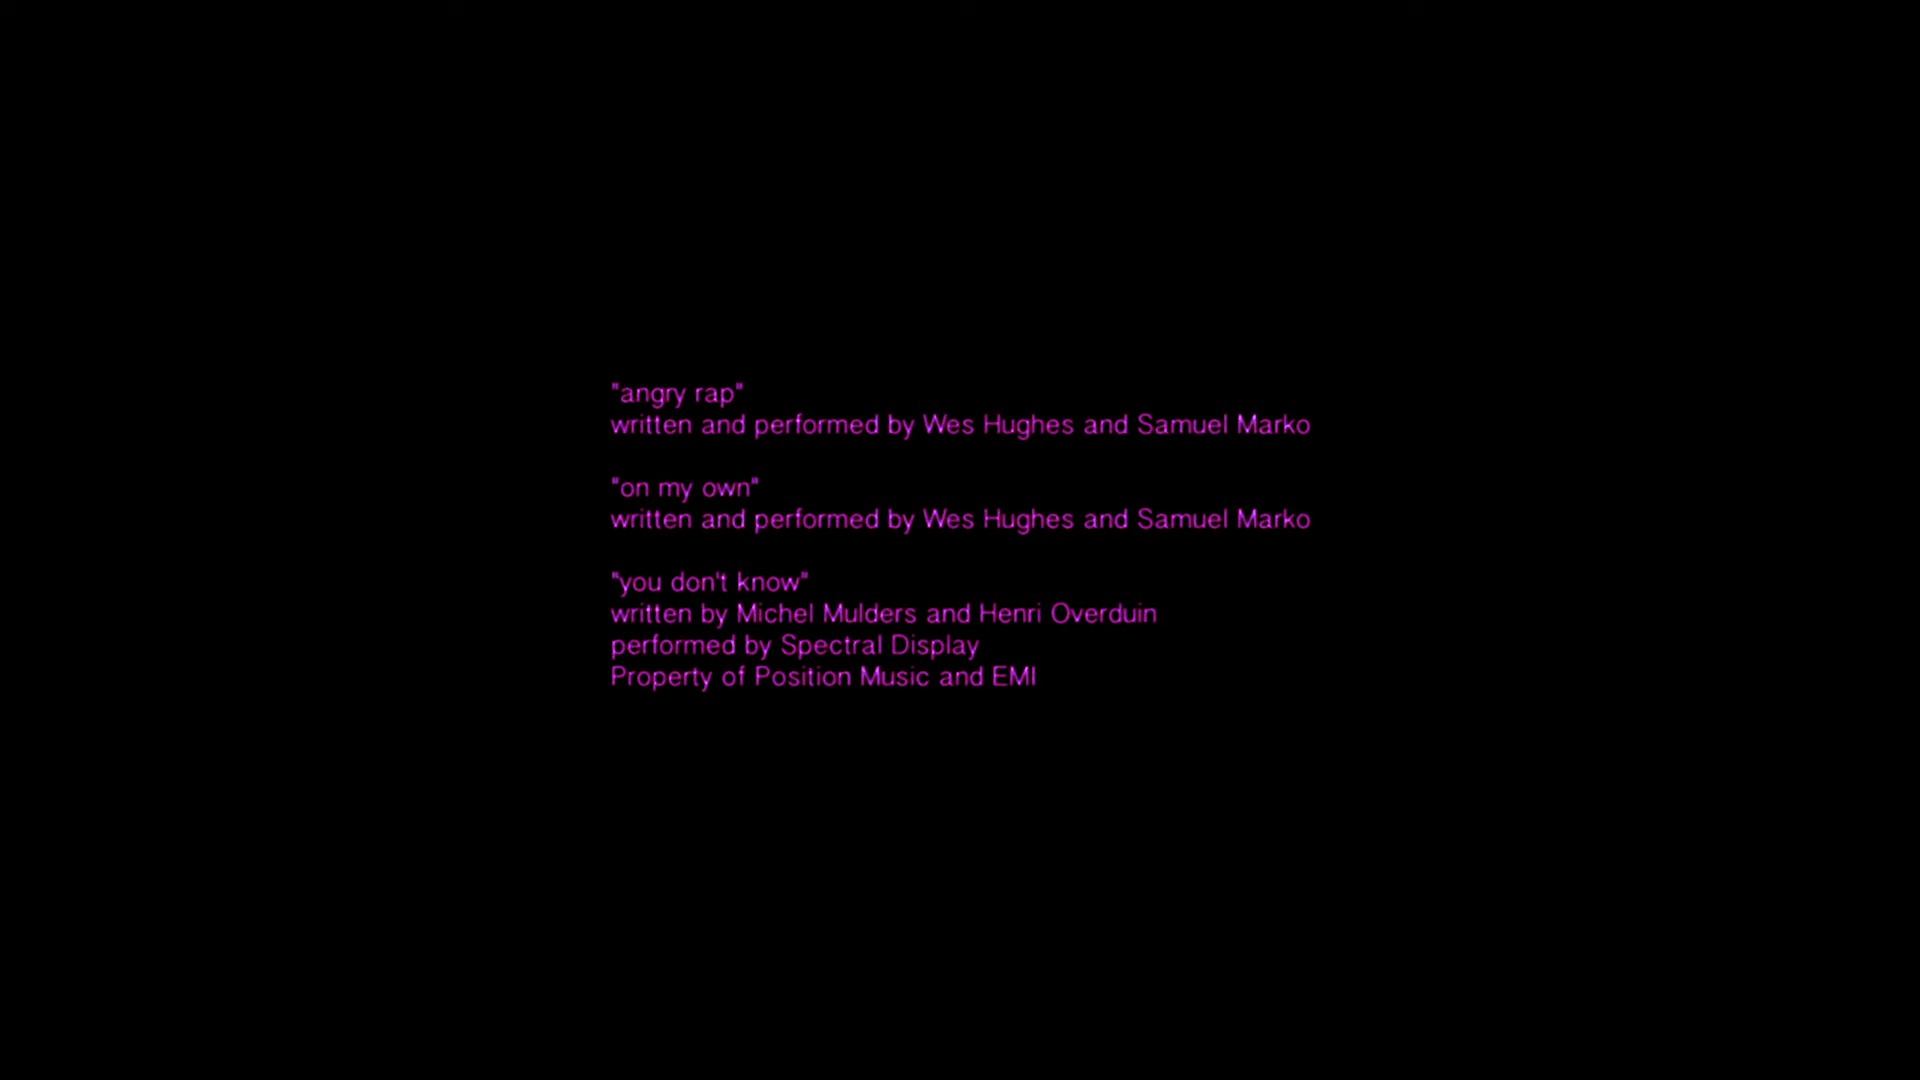 "angry rap"
written and performed by Wes Hughes and Samuel Marko
"on my own"
written and performed by Wes Hughes and Samuel Marko
"you don't know"
written by Michel Mulders and Henri Overduin
performed by Spectral Display
Property of Position Music and EMI